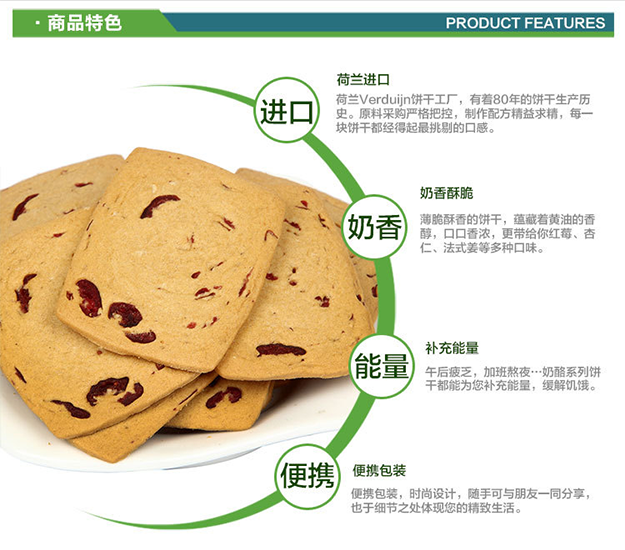 ·商品特色
PRODUCT FEATURES
进口
荷兰进口
荷兰Verduijn饼干工厂，有着80年的饼干生产历
史。原料采购严格把控，制作配方精益求精，每一
块饼干都经得起最挑剔的口感。
奶香
奶香酥脆
薄脆酥香的饼干，蕴藏着黄油的香
醇，口口香浓，更带给你红莓、杏
仁、法式姜等多种口味。
能量
补充能量
午后疲乏，加班熬夜…奶酪系列饼
干都能为您补充能量，缓解饥饿。
便携
便携包装
便携包装，时尚设计，随手可与朋友一同分享，
也于细节之处体现您的精致生活。